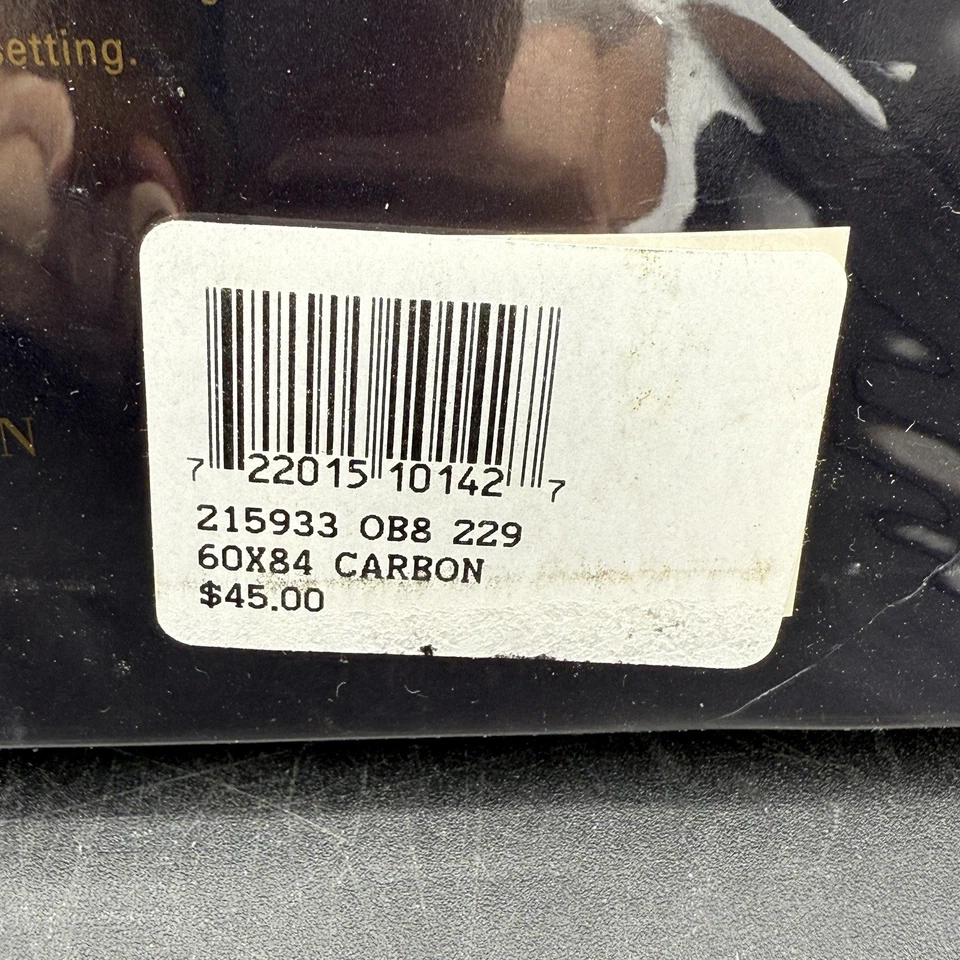 setting.
N
7 22015 10142 7
215933 OB8 229
60X84 CARBON
$45.00